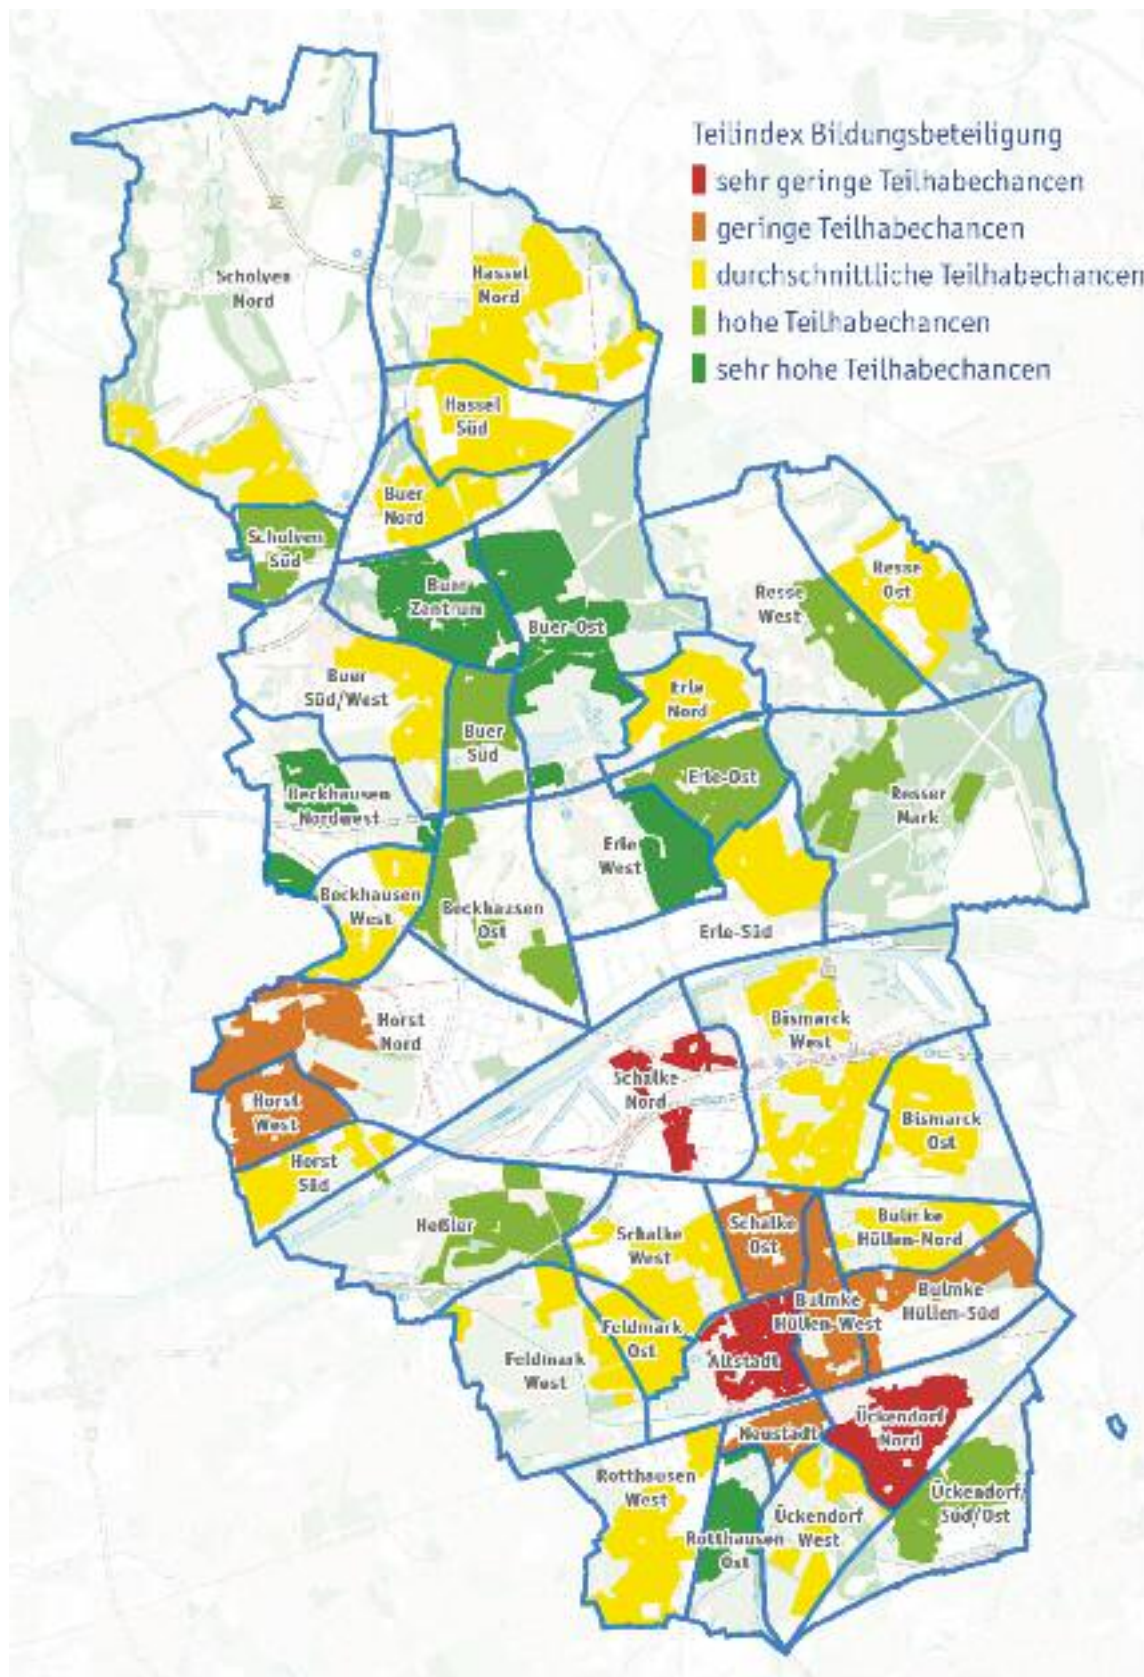 Teilindex Bildungsbeteiligung
sehr geringe Teilhabechancen
geringe Teilhabechancen
durchschnittliche Teilhabechancen
hohe Teilhabechancen
sehr hohe Teilhabechancen
Scholven
Nord
Hassel
Nord
Hassel
Süd
Buer
Nord
Scholven
Süd
Buer
Zentrum
Buer-Ost
Resse
West
Resse
Ost
Buer
Süd/West
Erle
Nord
Buer
Süd
Erle-Ost
Beckhausen
Nordwest
Resser
Mark
Erle
West
Beckhausen
West
Beckhausen
Ost
Erle-Süd
Horst
Nord
Bismarck
West
Schalke
Nord
Horst
West
Bismarck
Ost
Horst
Süd
Heßler
Schalke
West
Schalke
Ost
Bulmke
Hüllen-Nord
Bulmke
Hüllen-West
Bulmke
Hüllen-Süd
Feldmark
Ost
Feldmark
West
Altstadt
Ückendorf
Nord
Neustadt
Rotthausen
West
Ückendorf
Süd/Ost
Ückendorf
West
Rotthausen
Ost